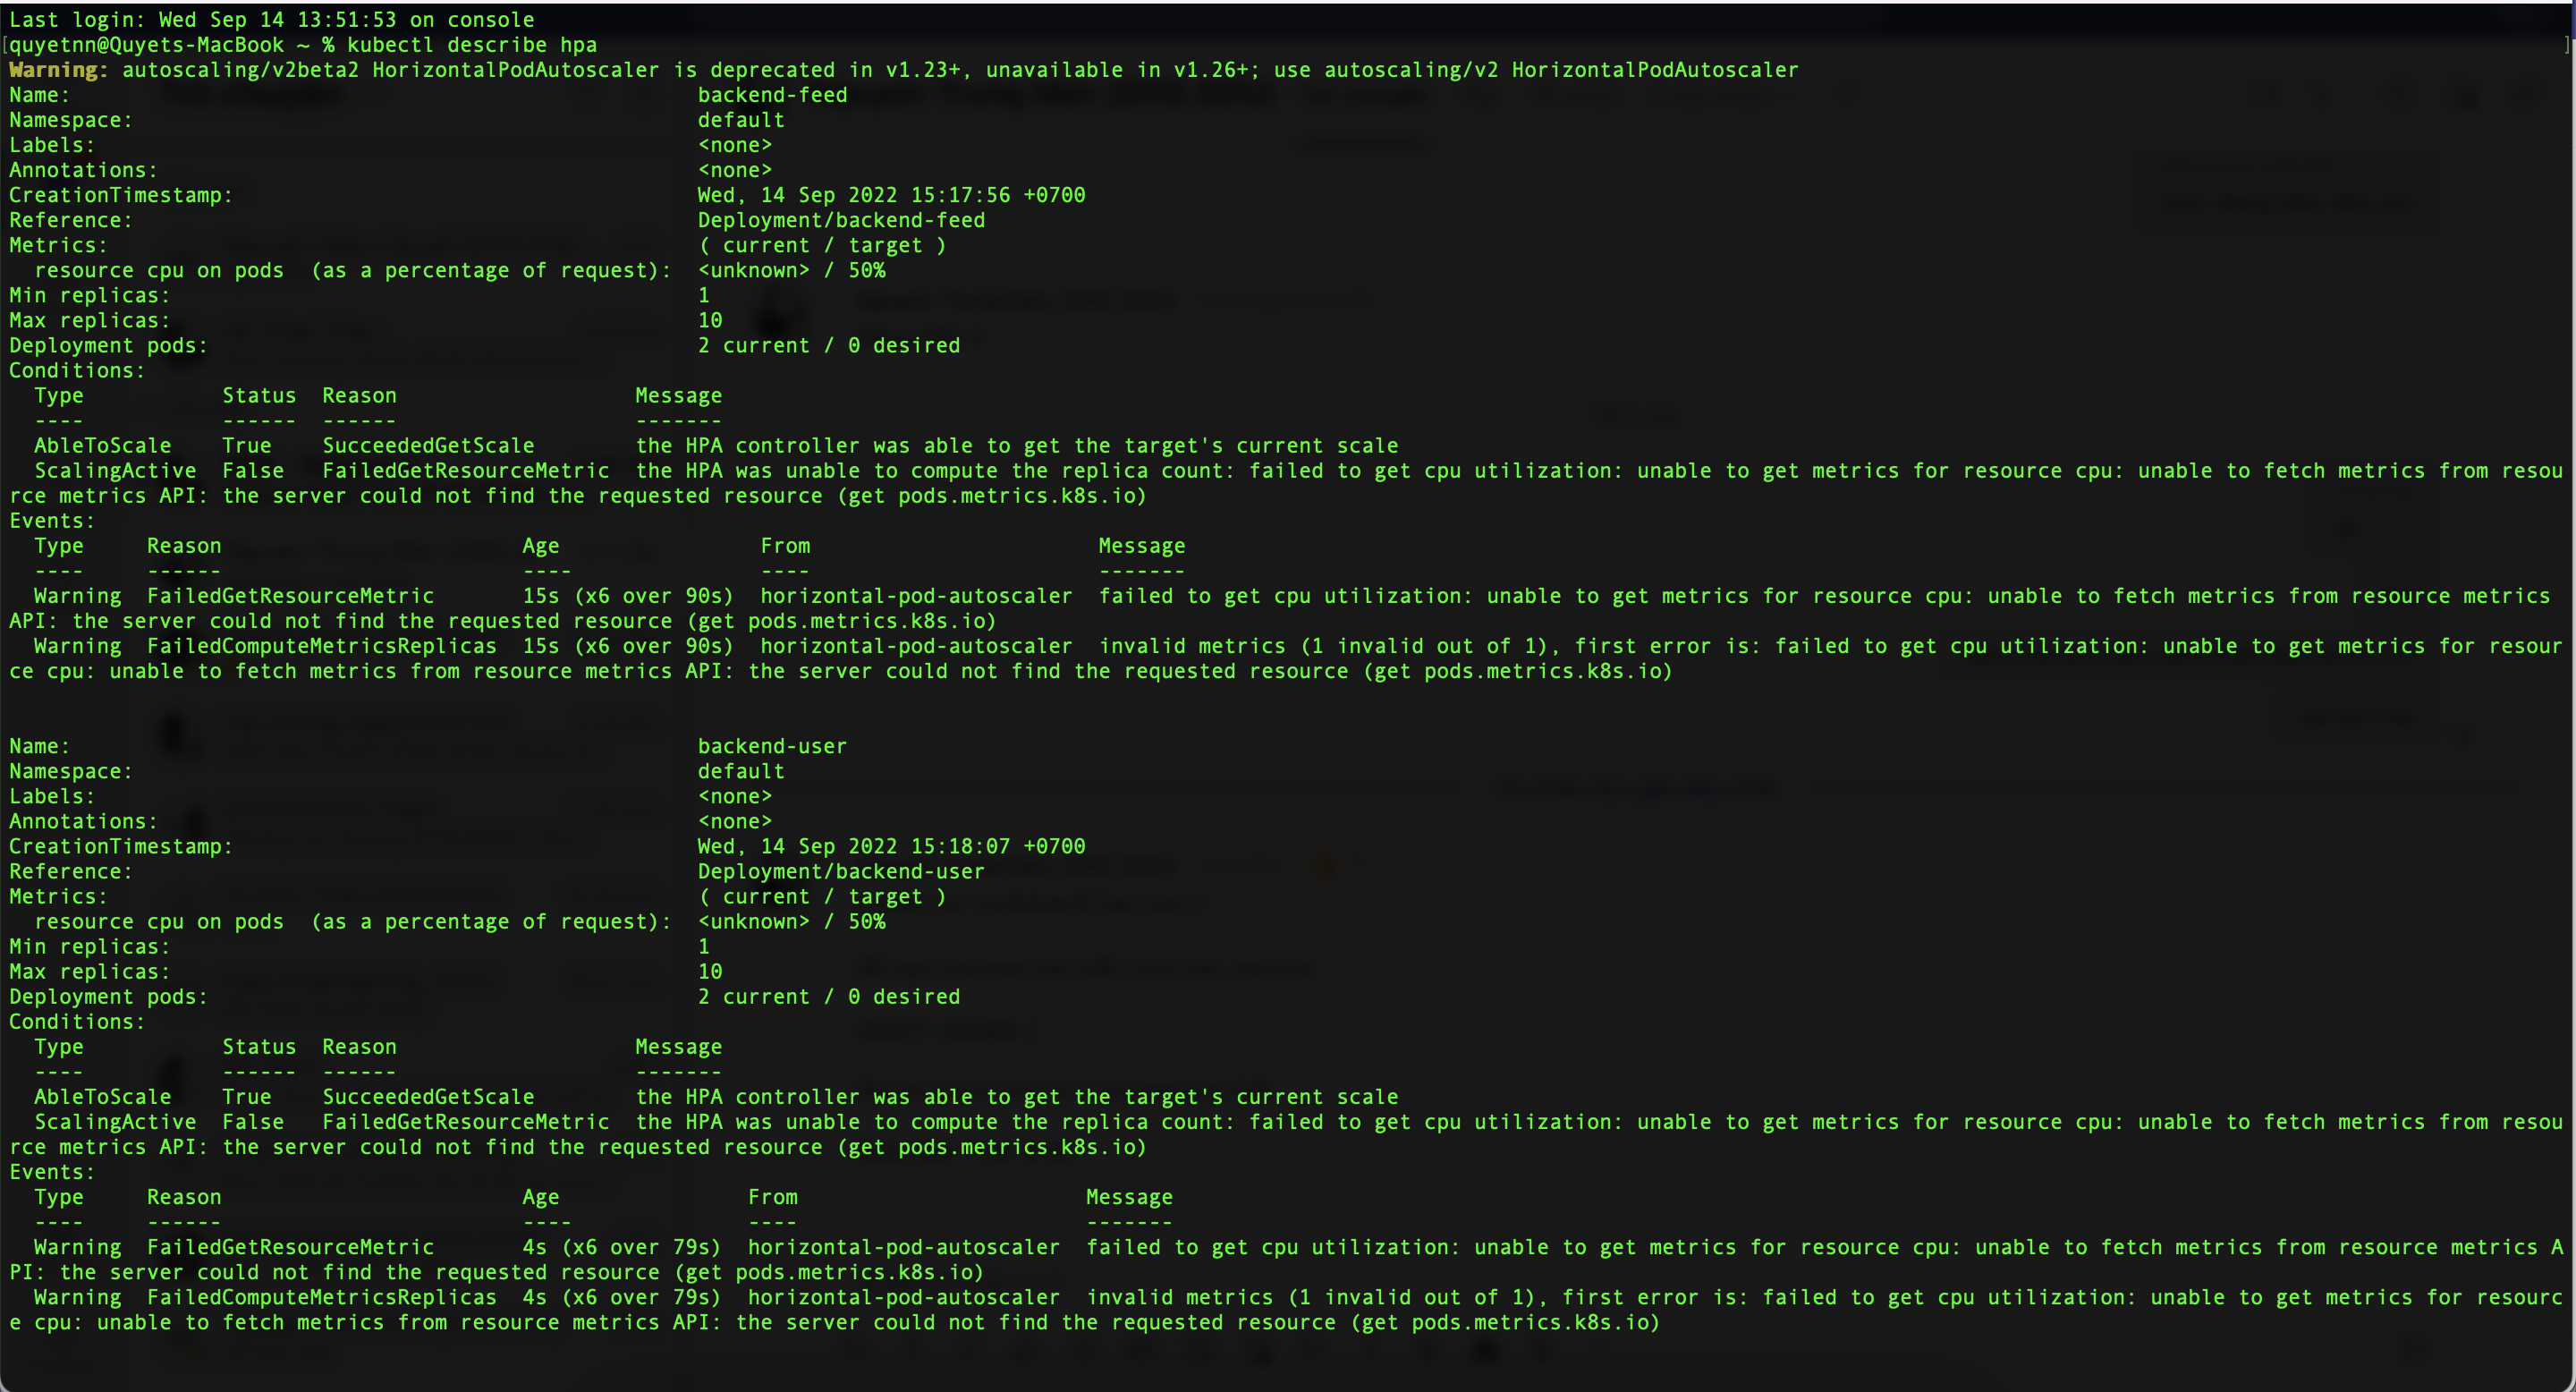 Last login: Wed Sep 14 13:51:53 on console
[quyetnn@Quyets-MacBook ~ % kubectl describe hpa ]
Warning: autoscaling/v2beta2 HorizontalPodAutoscaler is deprecated in v1.23+, unavailable in v1.26+; use autoscaling/v2 HorizontalPodAutoscaler
Name: backend-feed
Namespace: default
Labels: <none>
Annotations: <none>
CreationTimestamp: Wed, 14 Sep 2022 15:17:56 +0700
Reference: Deployment/backend-feed
Metrics: ( current / target )
resource cpu on pods (as a percentage of request): <unknown> / 50%
Min replicas: 1
Max replicas: 10
Deployment pods: 2 current / 0 desired
Conditions:
Type Status Reason Message
---- ------ ------ -------
AbleToScale True SucceededGetScale the HPA controller was able to get the target's current scale
ScalingActive False FailedGetResourceMetric the HPA was unable to compute the replica count: failed to get cpu utilization: unable to get metrics for resource cpu: unable to fetch metrics from resou
rce metrics API: the server could not find the requested resource (get pods.metrics.k8s.io)
Events:
Type Reason Age From Message
---- ------ ---- ---- -------
Warning FailedGetResourceMetric 15s (x6 over 90s) horizontal-pod-autoscaler failed to get cpu utilization: unable to get metrics for resource cpu: unable to fetch metrics from resource metrics
API: the server could not find the requested resource (get pods.metrics.k8s.io)
Warning FailedComputeMetricsReplicas 15s (x6 over 90s) horizontal-pod-autoscaler invalid metrics (1 invalid out of 1), first error is: failed to get cpu utilization: unable to get metrics for resour
ce cpu: unable to fetch metrics from resource metrics API: the server could not find the requested resource (get pods.metrics.k8s.io)
Name: backend-user
Namespace: default
Labels: <none>
Annotations: <none>
CreationTimestamp: Wed, 14 Sep 2022 15:18:07 +0700
Reference: Deployment/backend-user
Metrics: ( current / target )
resource cpu on pods (as a percentage of request): <unknown> / 50%
Min replicas: 1
Max replicas: 10
Deployment pods: 2 current / 0 desired
Conditions:
Type Status Reason Message
---- ------ ------ -------
AbleToScale True SucceededGetScale the HPA controller was able to get the target's current scale
ScalingActive False FailedGetResourceMetric the HPA was unable to compute the replica count: failed to get cpu utilization: unable to get metrics for resource cpu: unable to fetch metrics from resou
rce metrics API: the server could not find the requested resource (get pods.metrics.k8s.io)
Events:
Type Reason Age From Message
---- ------ ---- ---- -------
Warning FailedGetResourceMetric 4s (x6 over 79s) horizontal-pod-autoscaler failed to get cpu utilization: unable to get metrics for resource cpu: unable to fetch metrics from resource metrics A
PI: the server could not find the requested resource (get pods.metrics.k8s.io)
Warning FailedComputeMetricsReplicas 4s (x6 over 79s) horizontal-pod-autoscaler invalid metrics (1 invalid out of 1), first error is: failed to get cpu utilization: unable to get metrics for resourc
e cpu: unable to fetch metrics from resource metrics API: the server could not find the requested resource (get pods.metrics.k8s.io)